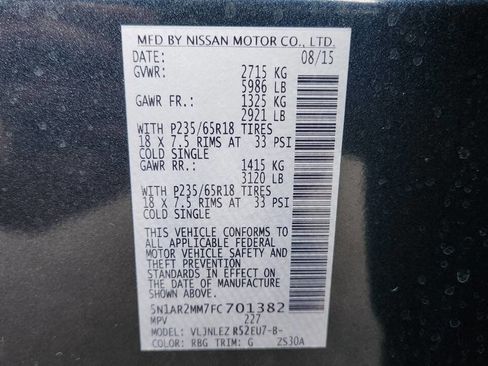 MFD BY NISSAN MOTOR CO., LTD.
DATE: 08/15
GVWR: 2715 KG
5986 LB
GAWR FR.: 1325 KG
2921 LB
WITH P235/65R18 TIRES
18 X 7.5 RIMS AT 33 PSI
COLD SINGLE
GAWR RR.: 1415 KG
3120 LB
WITH P235/65R18 TIRES
18 X 7.5 RIMS AT 33 PSI
COLD SINGLE
THIS VEHICLE CONFORMS TO
ALL APPLICABLE FEDERAL
MOTOR VEHICLE SAFETY AND
THEFT PREVENTION
STANDARDS IN EFFECT ON
THE DATE OF MANUFACTURE
SHOWN ABOVE.
5N1AR2MM7FC701382
MPV 227
VLJNLEZ R52EU7-B-
COLOR: RBG TRIM: G ZS30A